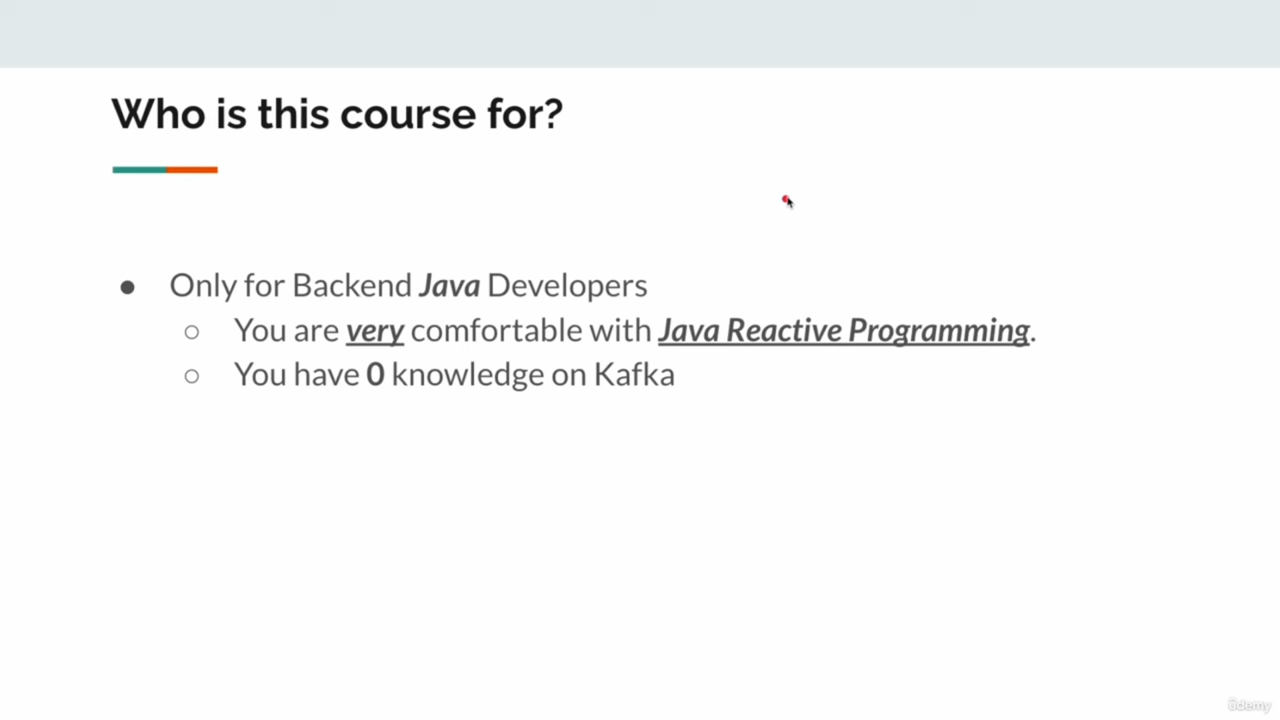 Who is this course for?
● Only for Backend Java Developers
○ You are very comfortable with Java Reactive Programming.
○ You have 0 knowledge on Kafka
ûdemy